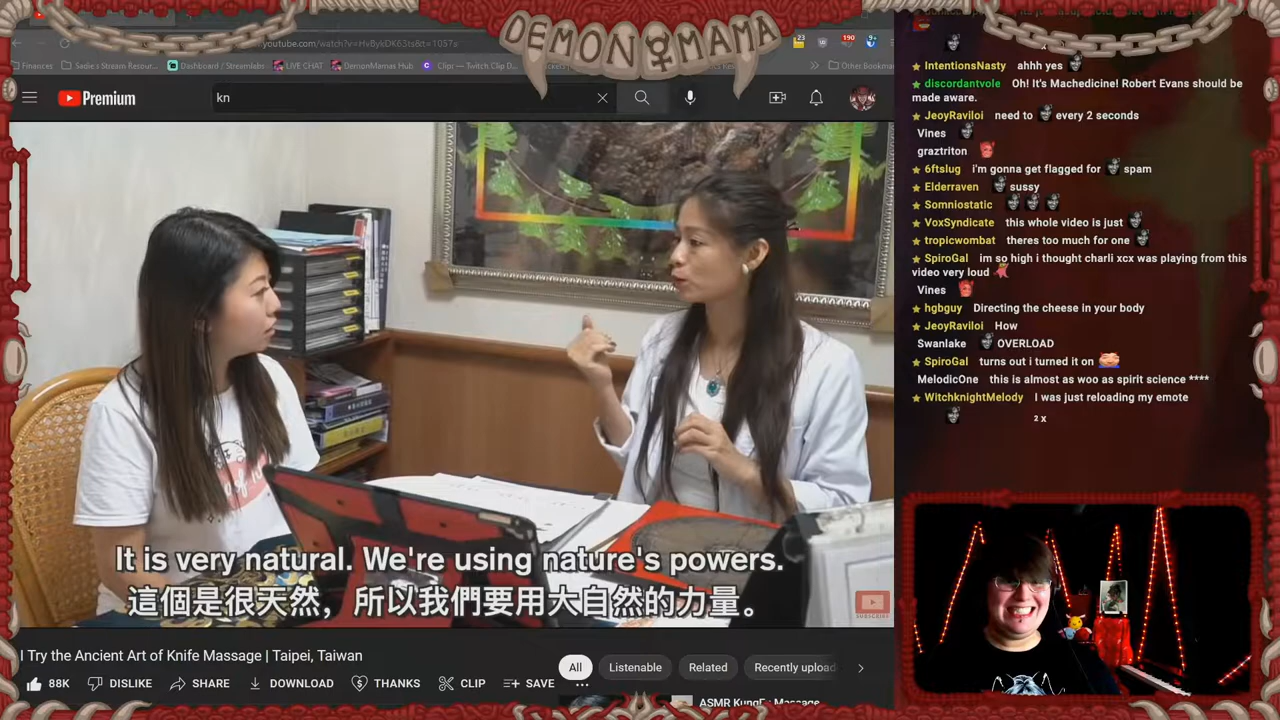 DEMON MAMA
youtube.com/watch?v=HvBykDK63ts&t=1057s
23
190
9+
Finances
Sadie's Stream Resour...
Dashboard / Streamlabs
LIVE CHAT
DemonMamas Hub
Clips — Twitch
Other Bookmar
Premium
kn
It is very natural. We're using nature's powers.
這個是很天然，所以我們要用大自然的力量。
SUBSCRIBE
| Try the Ancient Art of Knife Massage | Taipei, Taiwan
88K
DISLIKE
SHARE
DOWNLOAD
THANKS
CLIP
SAVE
...
All
Listenable
Related
Recently upload
ASMR KungFu Massage
IntentionsNasty ahhh yes
discordantvole Oh! It's Machedicine! Robert Evans should be
made aware.
JeoyRaviloi need to every 2 seconds
Vines
graztriton
6ftslug i'm gonna get flagged for spam
Elderraven sussy
Somniostatic
VoxSyndicate this whole video is just
tropicwombat theres too much for one
SpiroGal im so high i thought charli xcx was playing from this
video very loud
Vines
hgbguy Directing the cheese in your body
JeoyRaviloi How
Swanlake OVERLOAD
SpiroGal turns out i turned it on
MelodicOne this is almost as woo as spirit science ****
WitchknightMelody I was just reloading my emote
2 x